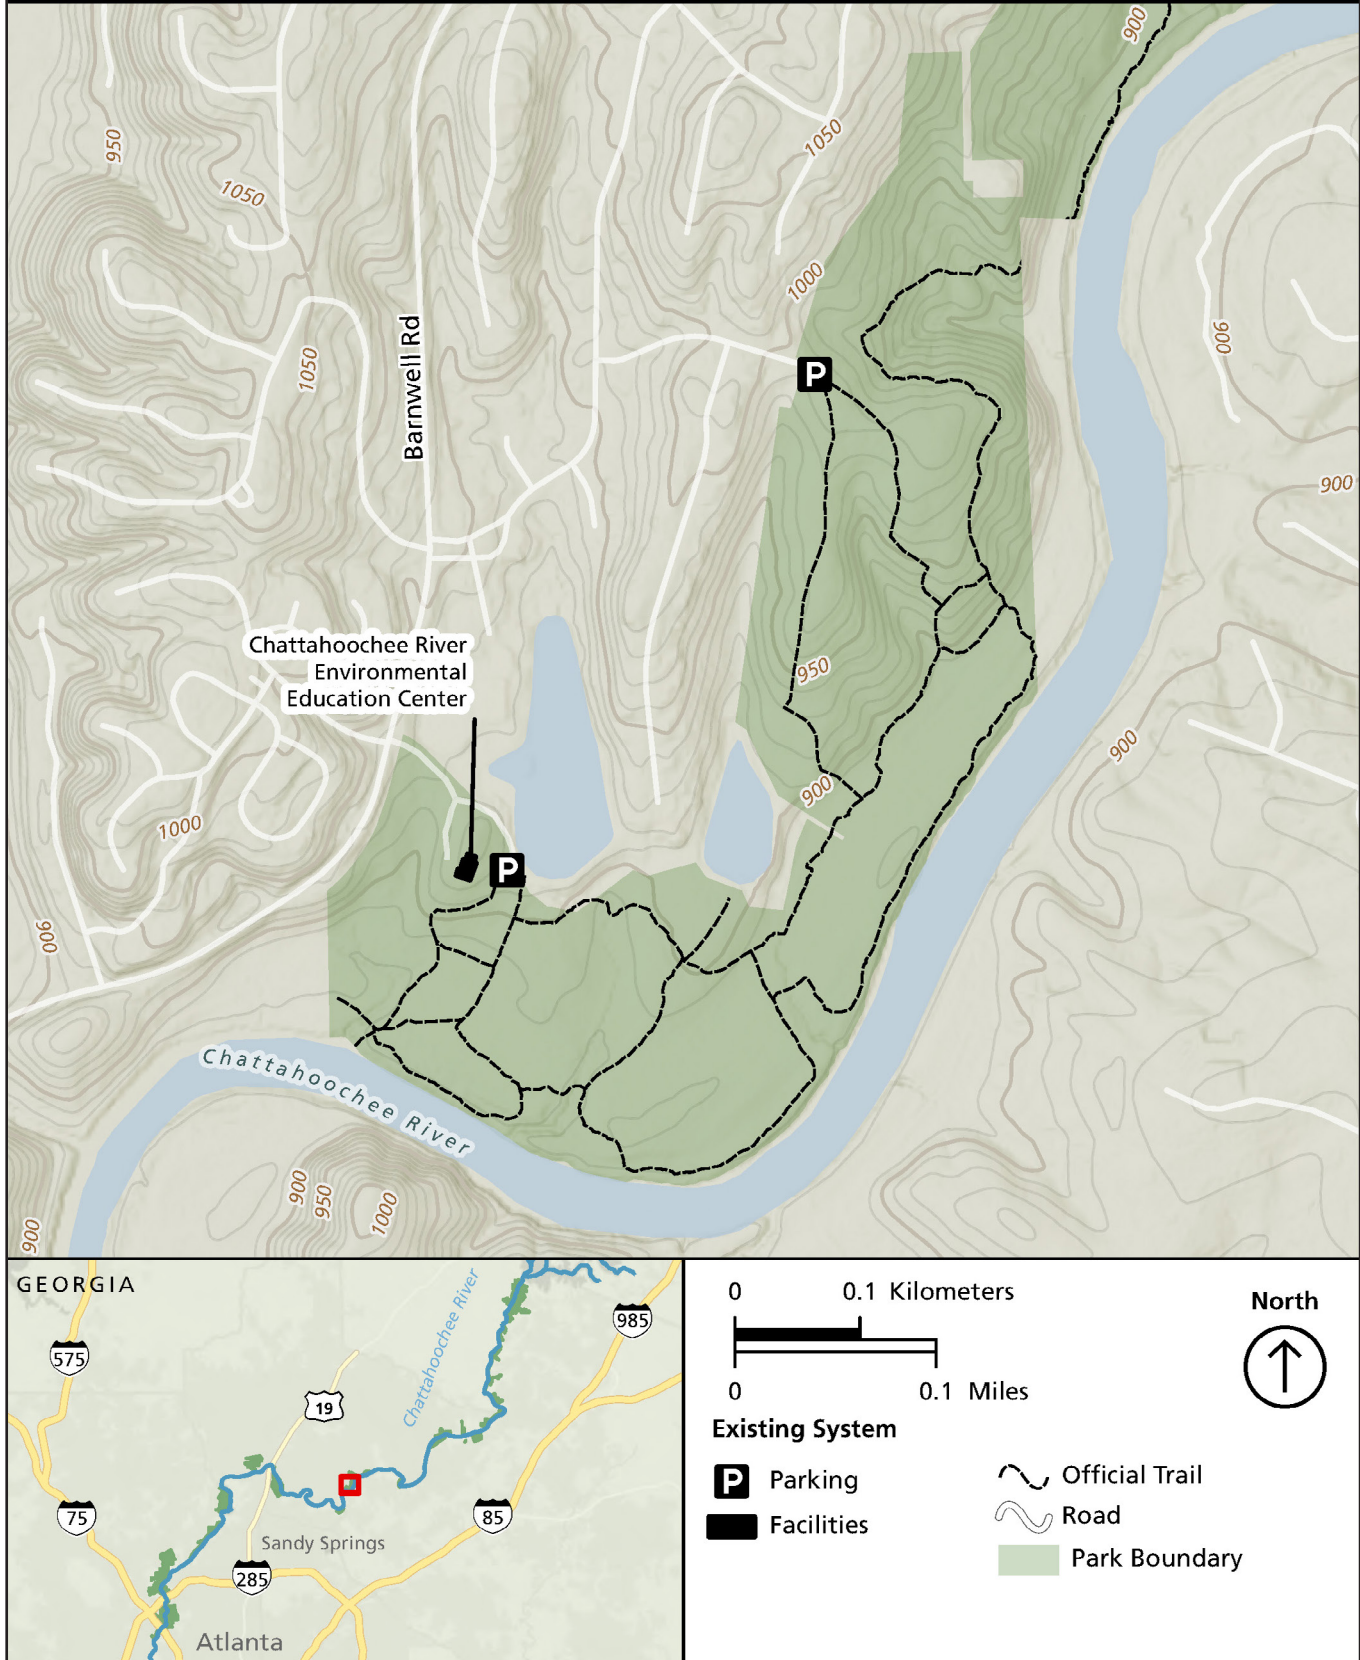 900
950
1050
1050
1000
1050
Barnwell Rd
900
900
Chattahoochee River
Environmental
Education Center
950
900
900
1000
900
Chattahoochee River
900
950
1000
900
P
P
GEORGIA
Chattahoochee River
985
575
19
75
85
Sandy Springs
285
Atlanta
0 0.1 Kilometers
0 0.1 Miles
North
Existing System
P Parking
Facilities
Official Trail
Road
Park Boundary